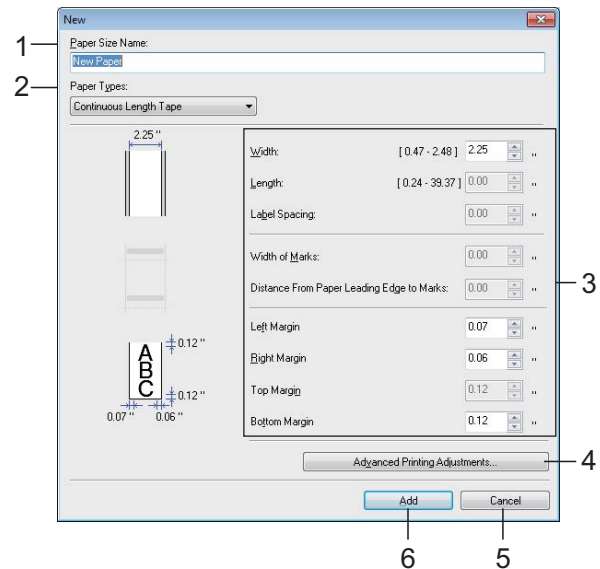 New
1
Paper Size Name:
New Paper
2
Paper Types:
Continuous Length Tape
2.25 "
Width: [ 0.47 - 2.48 ] 2.25 "
Length: [ 0.24 - 39.37 ] 0.00 "
Label Spacing: 0.00 "
Width of Marks: 0.00 "
Distance From Paper Leading Edge to Marks: 0.00 "
3
Left Margin 0.07 "
Right Margin 0.06 "
Top Margin 0.12 "
Bottom Margin 0.12 "
A
B
C
0.12 "
0.12 "
0.07 " 0.06 "
Advanced Printing Adjustments...
4
Add Cancel
6 5